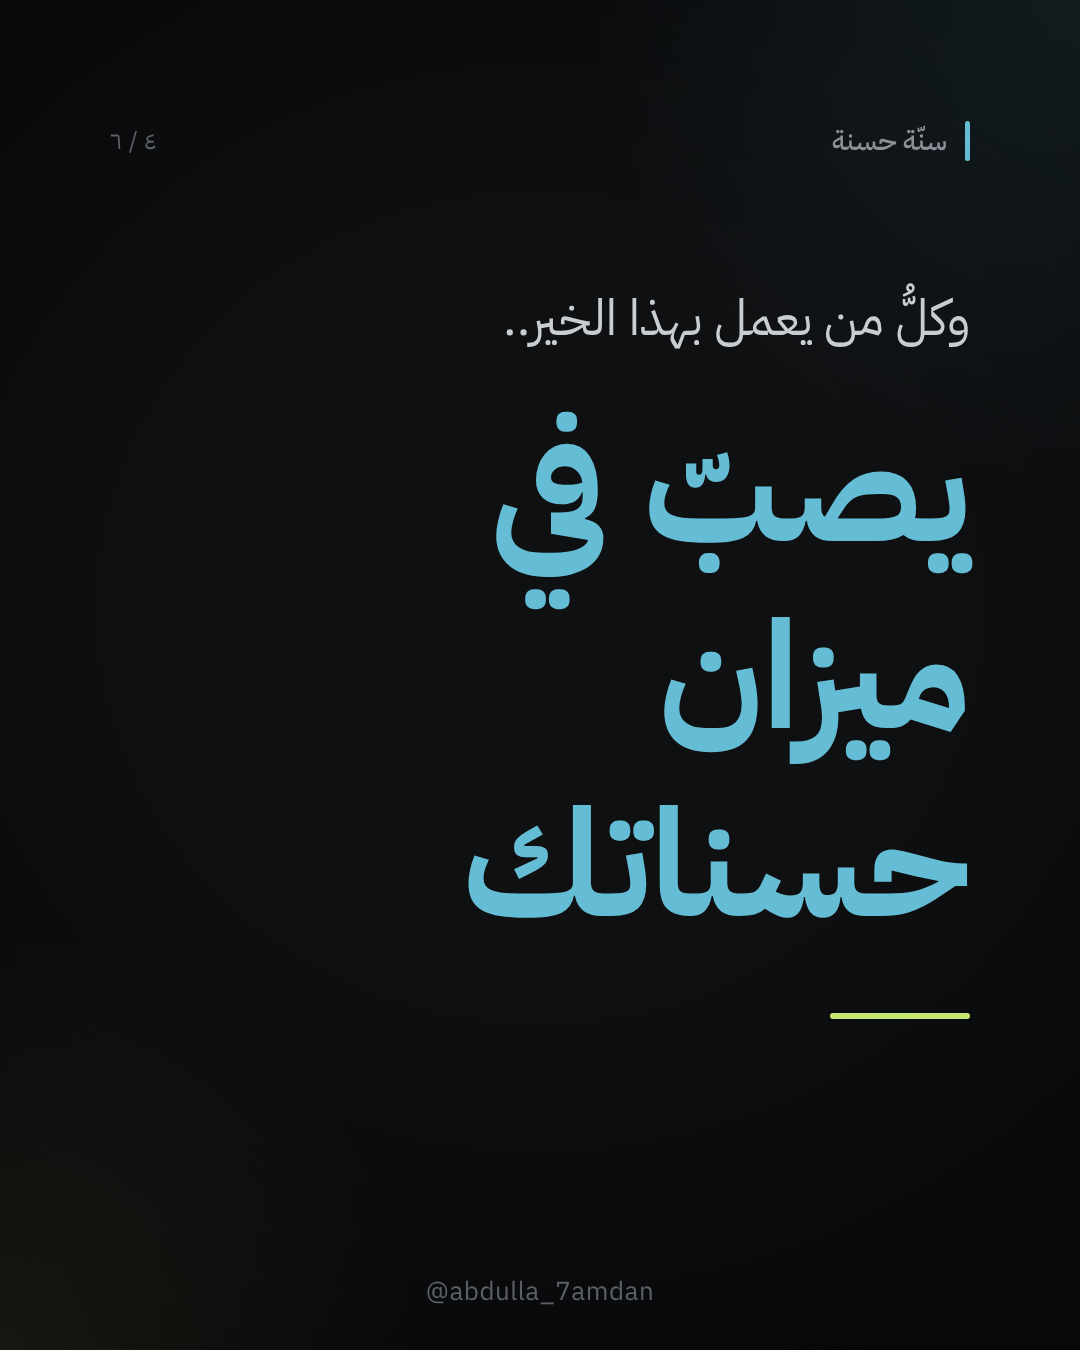 سنّة حسنة
٤ / ٦
وكلُّ من يعمل بهذا الخير..
يصبّ في
ميزان
حسناتك
@abdulla_7amdan